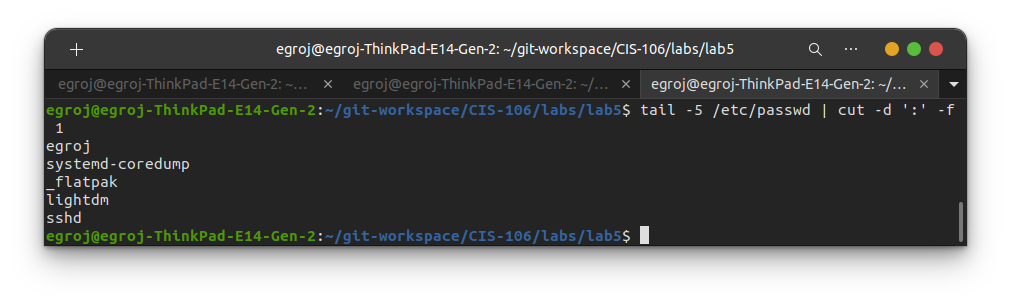 egroj@egroj-ThinkPad-E14-Gen-2: ~/git-workspace/CIS-106/labs/lab5
egroj@egroj-ThinkPad-E14-Gen-2: ~... × egroj@egroj-ThinkPad-E14-Gen-2: ~/... × egroj@egroj-ThinkPad-E14-Gen-2: ~/... ×
egroj@egroj-ThinkPad-E14-Gen-2:~/git-workspace/CIS-106/labs/lab5$ tail -5 /etc/passwd | cut -d ':' -f
 1
egroj
systemd-coredump
_flatpak
lightdm
sshd
egroj@egroj-ThinkPad-E14-Gen-2:~/git-workspace/CIS-106/labs/lab5$